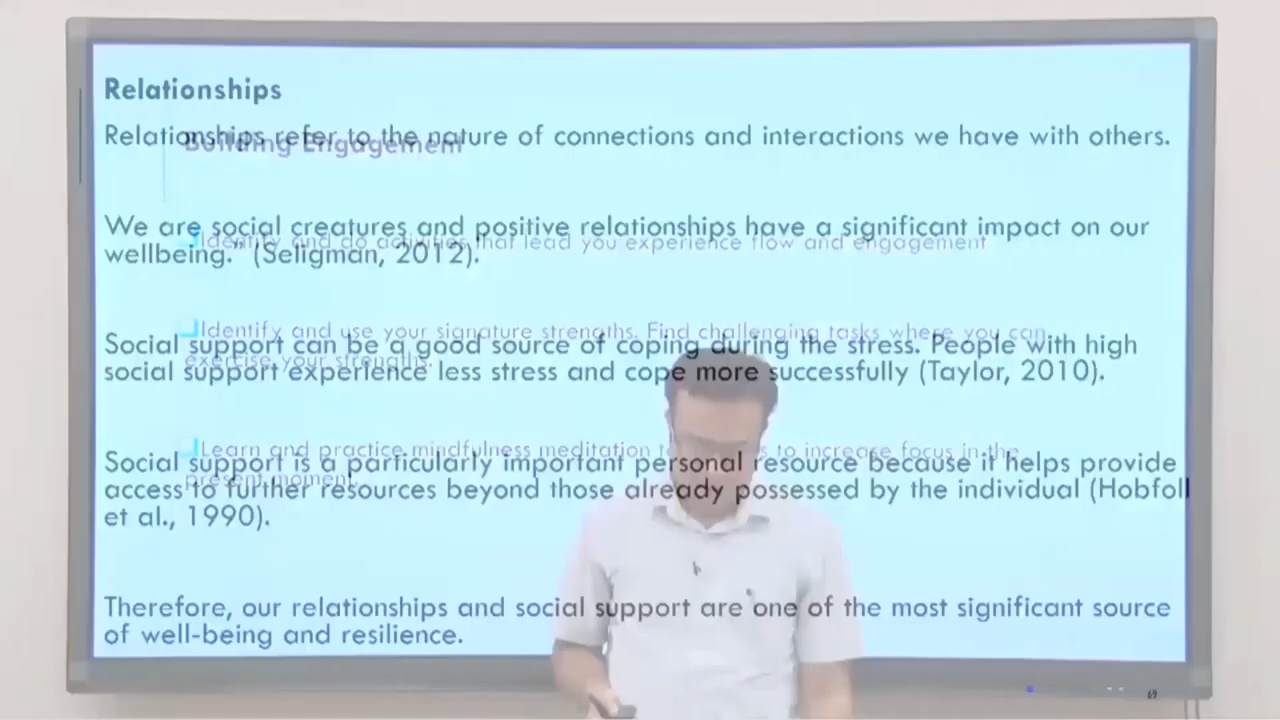 Relationships
Relationships refer to the nature of connections and interactions we have with others.
Building Engagement
We are social creatures and positive relationships have a significant impact on our
wellbeing.” (Seligman, 2012).
Identify and do activities that lead you experience flow and engagement
Identify and use your signature strengths. Find challenging tasks where you can
exercise your strengths.
Social support can be a good source of coping during the stress. People with high
social support experience less stress and cope more successfully (Taylor, 2010).
Learn and practice mindfulness meditation to increase focus in the
present moment.
Social support is a particularly important personal resource because it helps provide
access to further resources beyond those already possessed by the individual (Hobfoll
et al., 1990).
Therefore, our relationships and social support are one of the most significant source
of well-being and resilience.
69